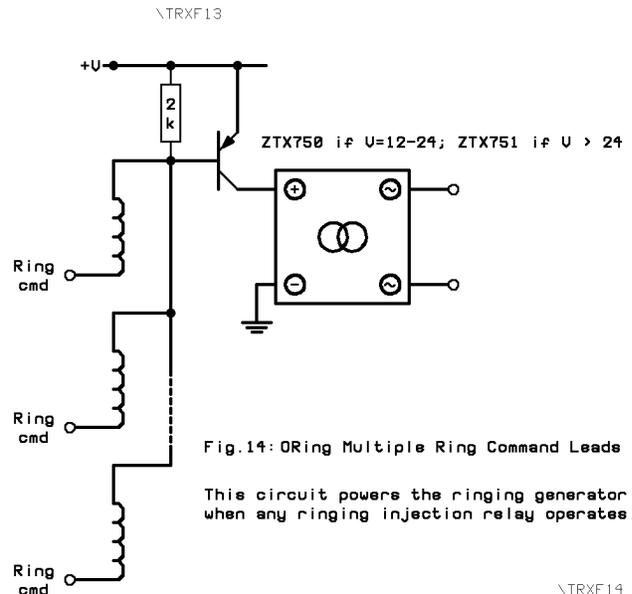 \TRXF13
+V
2
k
ZTX750 if V=12-24; ZTX751 if V > 24
+
~
Ring
cmd
-
~
Ring
cmd
Fig.14: ORing Multiple Ring Command Leads
This circuit powers the ringing generator
when any ringing injection relay operates
Ring
cmd
\TRXF14